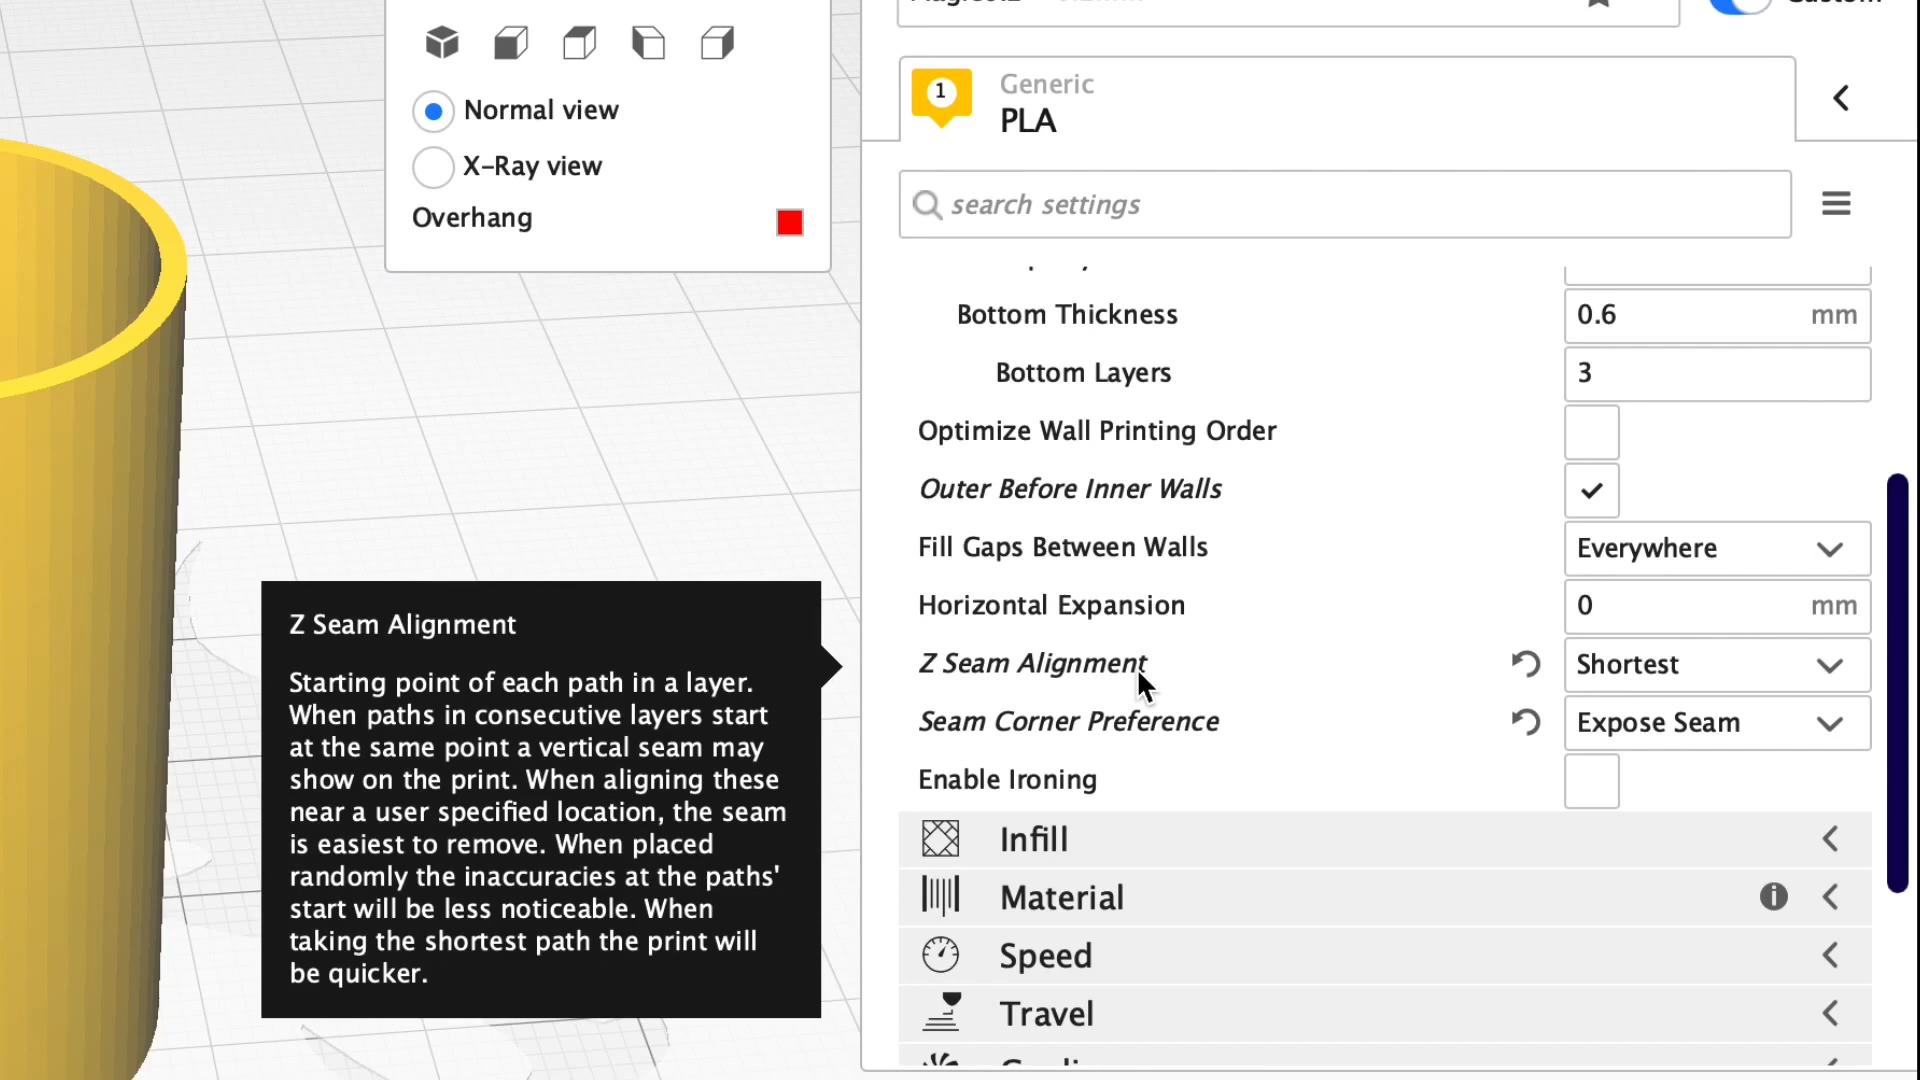 Custom
Normal view
X-Ray view
Overhang
1
Generic
PLA
search settings
Bottom Thickness
0.6 mm
Bottom Layers
3
Optimize Wall Printing Order
Outer Before Inner Walls
Fill Gaps Between Walls
Everywhere
Horizontal Expansion
0 mm
Z Seam Alignment
Shortest
Seam Corner Preference
Expose Seam
Enable Ironing
Infill
Material
Speed
Travel
Z Seam Alignment
Starting point of each path in a layer.
When paths in consecutive layers start
at the same point a vertical seam may
show on the print. When aligning these
near a user specified location, the seam
is easiest to remove. When placed
randomly the inaccuracies at the paths'
start will be less noticeable. When
taking the shortest path the print will
be quicker.